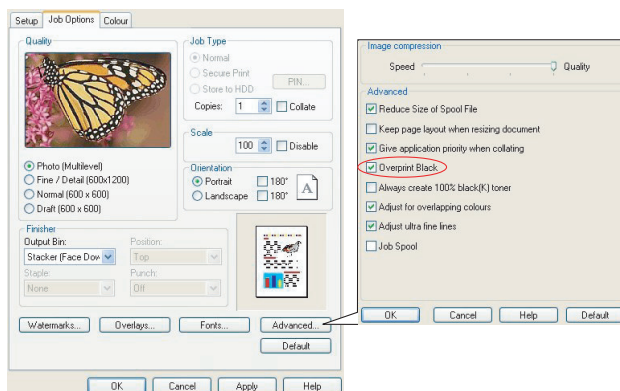 Setup Job Options Colour
Quality
Photo (Multilevel)
Fine / Detail (600x1200)
Normal (600 x 600)
Draft (600 x 600)
Job Type
Normal
Secure Print
Store to HDD
PIN...
Copies: 1 Collate
Scale
100 Disable
Orientation
Portrait 180°
Landscape 180°
A
Finisher
Output Bin: Position:
Stacker (Face Dow Top
Staple: Punch:
None Off
Watermarks... Overlays... Fonts... Advanced...
Default
OK Cancel Apply Help
Image compression
Speed Quality
Advanced
Reduce Size of Spool File
Keep page layout when resizing document
Give application priority when collating
Overprint Black
Always create 100% black(K) toner
Adjust for overlapping colours
Adjust ultra fine lines
Job Spool
OK Cancel Help Default